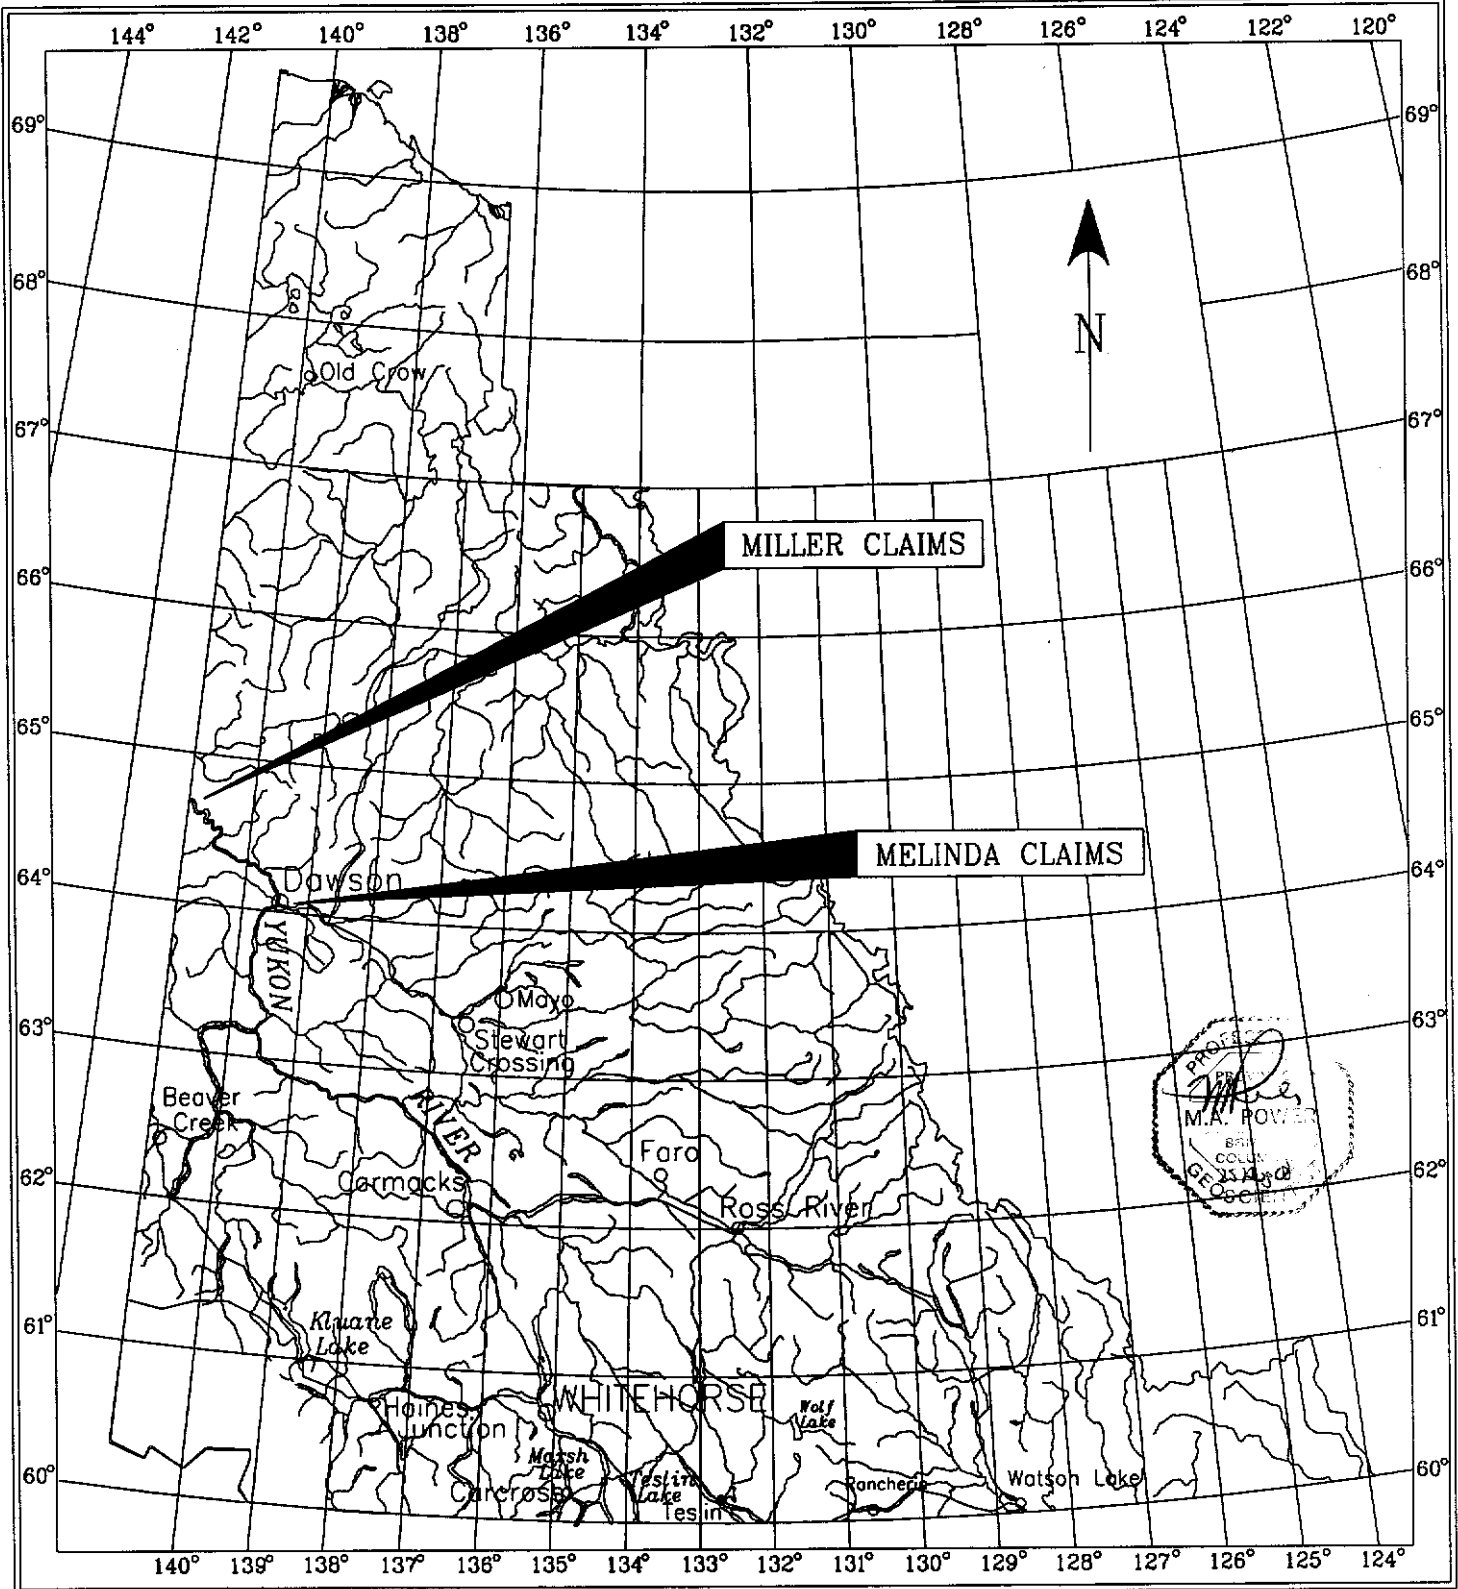 144° 142° 140° 138° 136° 134° 132° 130° 128° 126° 124° 122° 120°
69° 69°
68° 68°
N
Old Crow
67° 67°
MILLER CLAIMS
66° 66°
65° 65°
MELINDA CLAIMS
64° 64°
Dawson
YUKON
Mayo
63° 63°
Stewart
Crossing
Beaver
Creek
RIVER
M.A. POWER
Faro
62° 62°
Carmacks
Ross River
61° 61°
Kluane
Lake
WHITEHORSE
Haines
Junction
Wolf
Lake
Marsh
Lake
60° 60°
Teslin
Lake
Rancheria
Watson Lake
Carcross
Teslin
140° 139° 138° 137° 136° 135° 134° 133° 132° 131° 130° 129° 128° 127° 126° 125° 124°